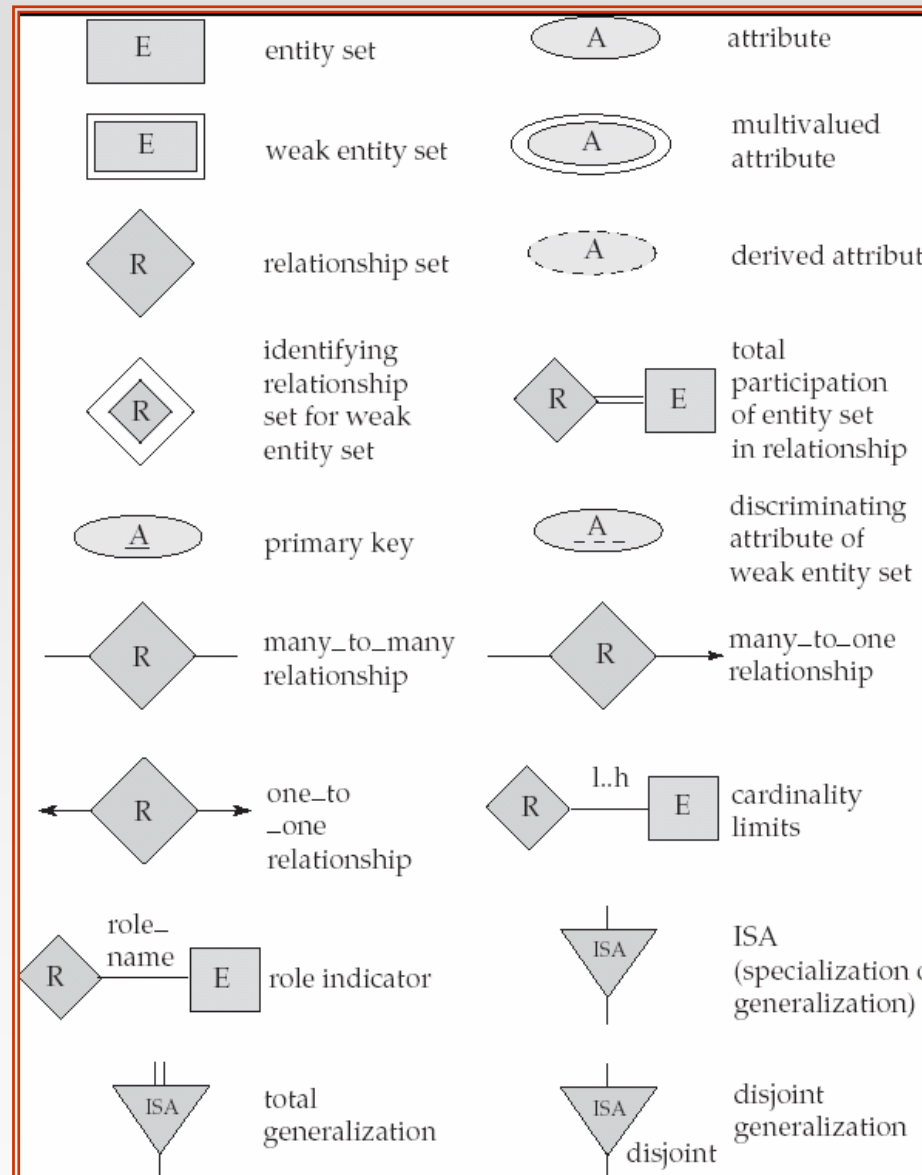 E
entity set
A
attribute
E
weak entity set
A
multivalued
attribute
R
relationship set
A
derived attribut
R
identifying
relationship
set for weak
entity set
R
E
total
participation
of entity set
in relationship
A
primary key
A
discriminating
attribute of
weak entity set
R
many_to_many
relationship
R
many_to_one
relationship
R
one_to
_one
relationship
R
l..h
E
cardinality
limits
R
role_
name
E
role indicator
ISA
ISA
(specialization o
generalization)
ISA
total
generalization
ISA
disjoint
disjoint
generalization